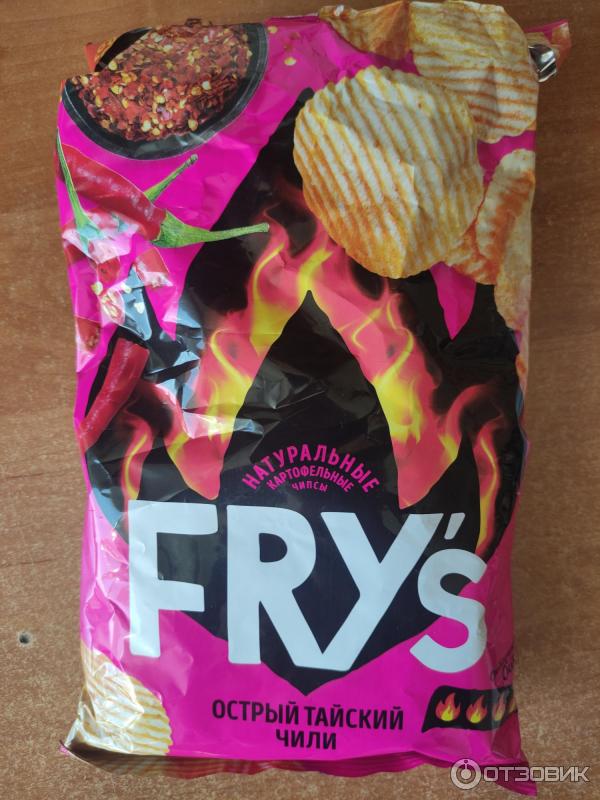 НАТУРАЛЬНЫЕ
КАРТОФЕЛЬНЫЕ
ЧИПСЫ
FRY's
ОСТРЫЙ ТАЙСКИЙ
ЧИЛИ
ОТЗОВИК